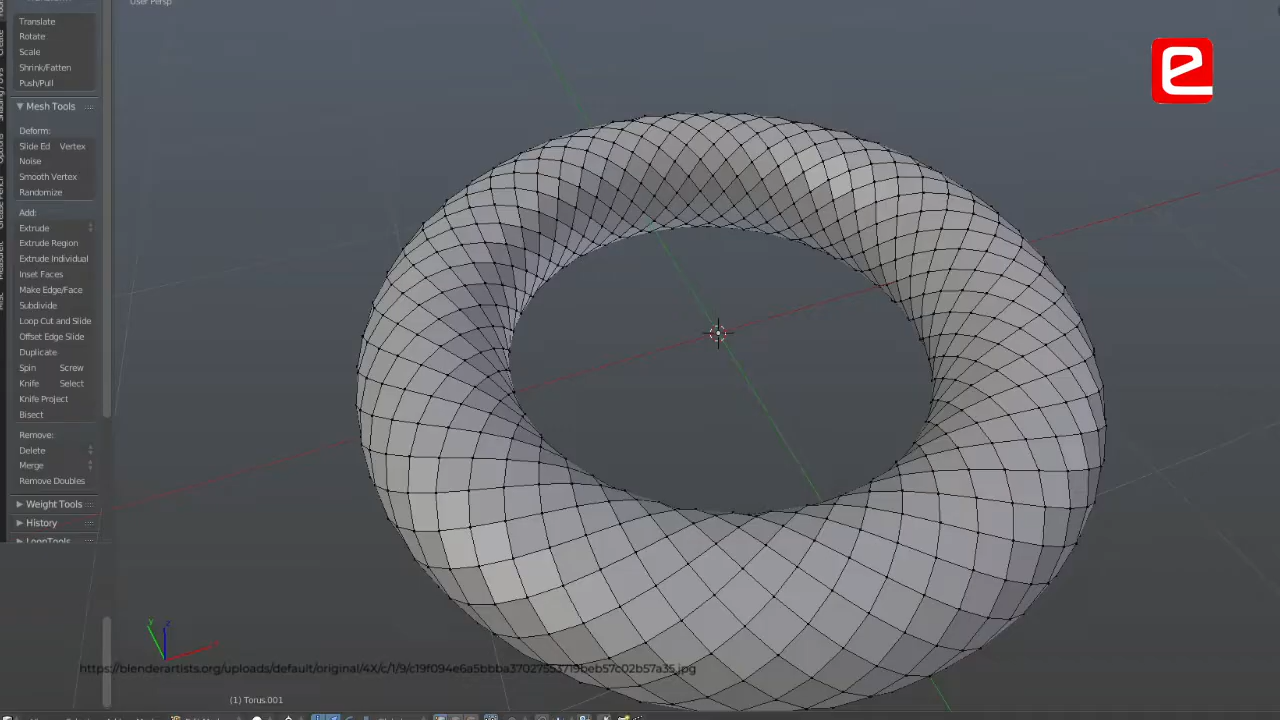 User Persp
Translate
Rotate
Scale
Shrink/Fatten
Push/Pull
Mesh Tools
Deform:
Slide Ed Vertex
Noise
Smooth Vertex
Randomize
Add:
Extrude
Extrude Region
Extrude Individual
Inset Faces
Make Edge/Face
Subdivide
Loop Cut and Slide
Offset Edge Slide
Duplicate
Spin Screw
Knife Select
Knife Project
Bisect
Remove:
Delete
Merge
Remove Doubles
Weight Tools
History
LoopTools
e
y z x
https://blenderartists.org/uploads/default/original/4X/c/1/9/c19f094e6a5bbba37027553719beb57c02b57a35.jpg
(1) Torus.001